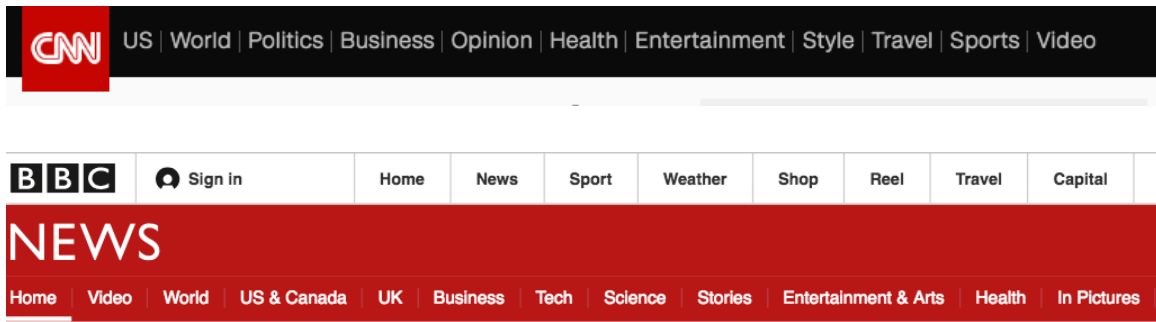 CNN US | World | Politics | Business | Opinion | Health | Entertainment | Style | Travel | Sports | Video
BBC Sign in Home News Sport Weather Shop Reel Travel Capital
NEWS
Home Video World US & Canada UK Business Tech Science Stories Entertainment & Arts Health In Pictures